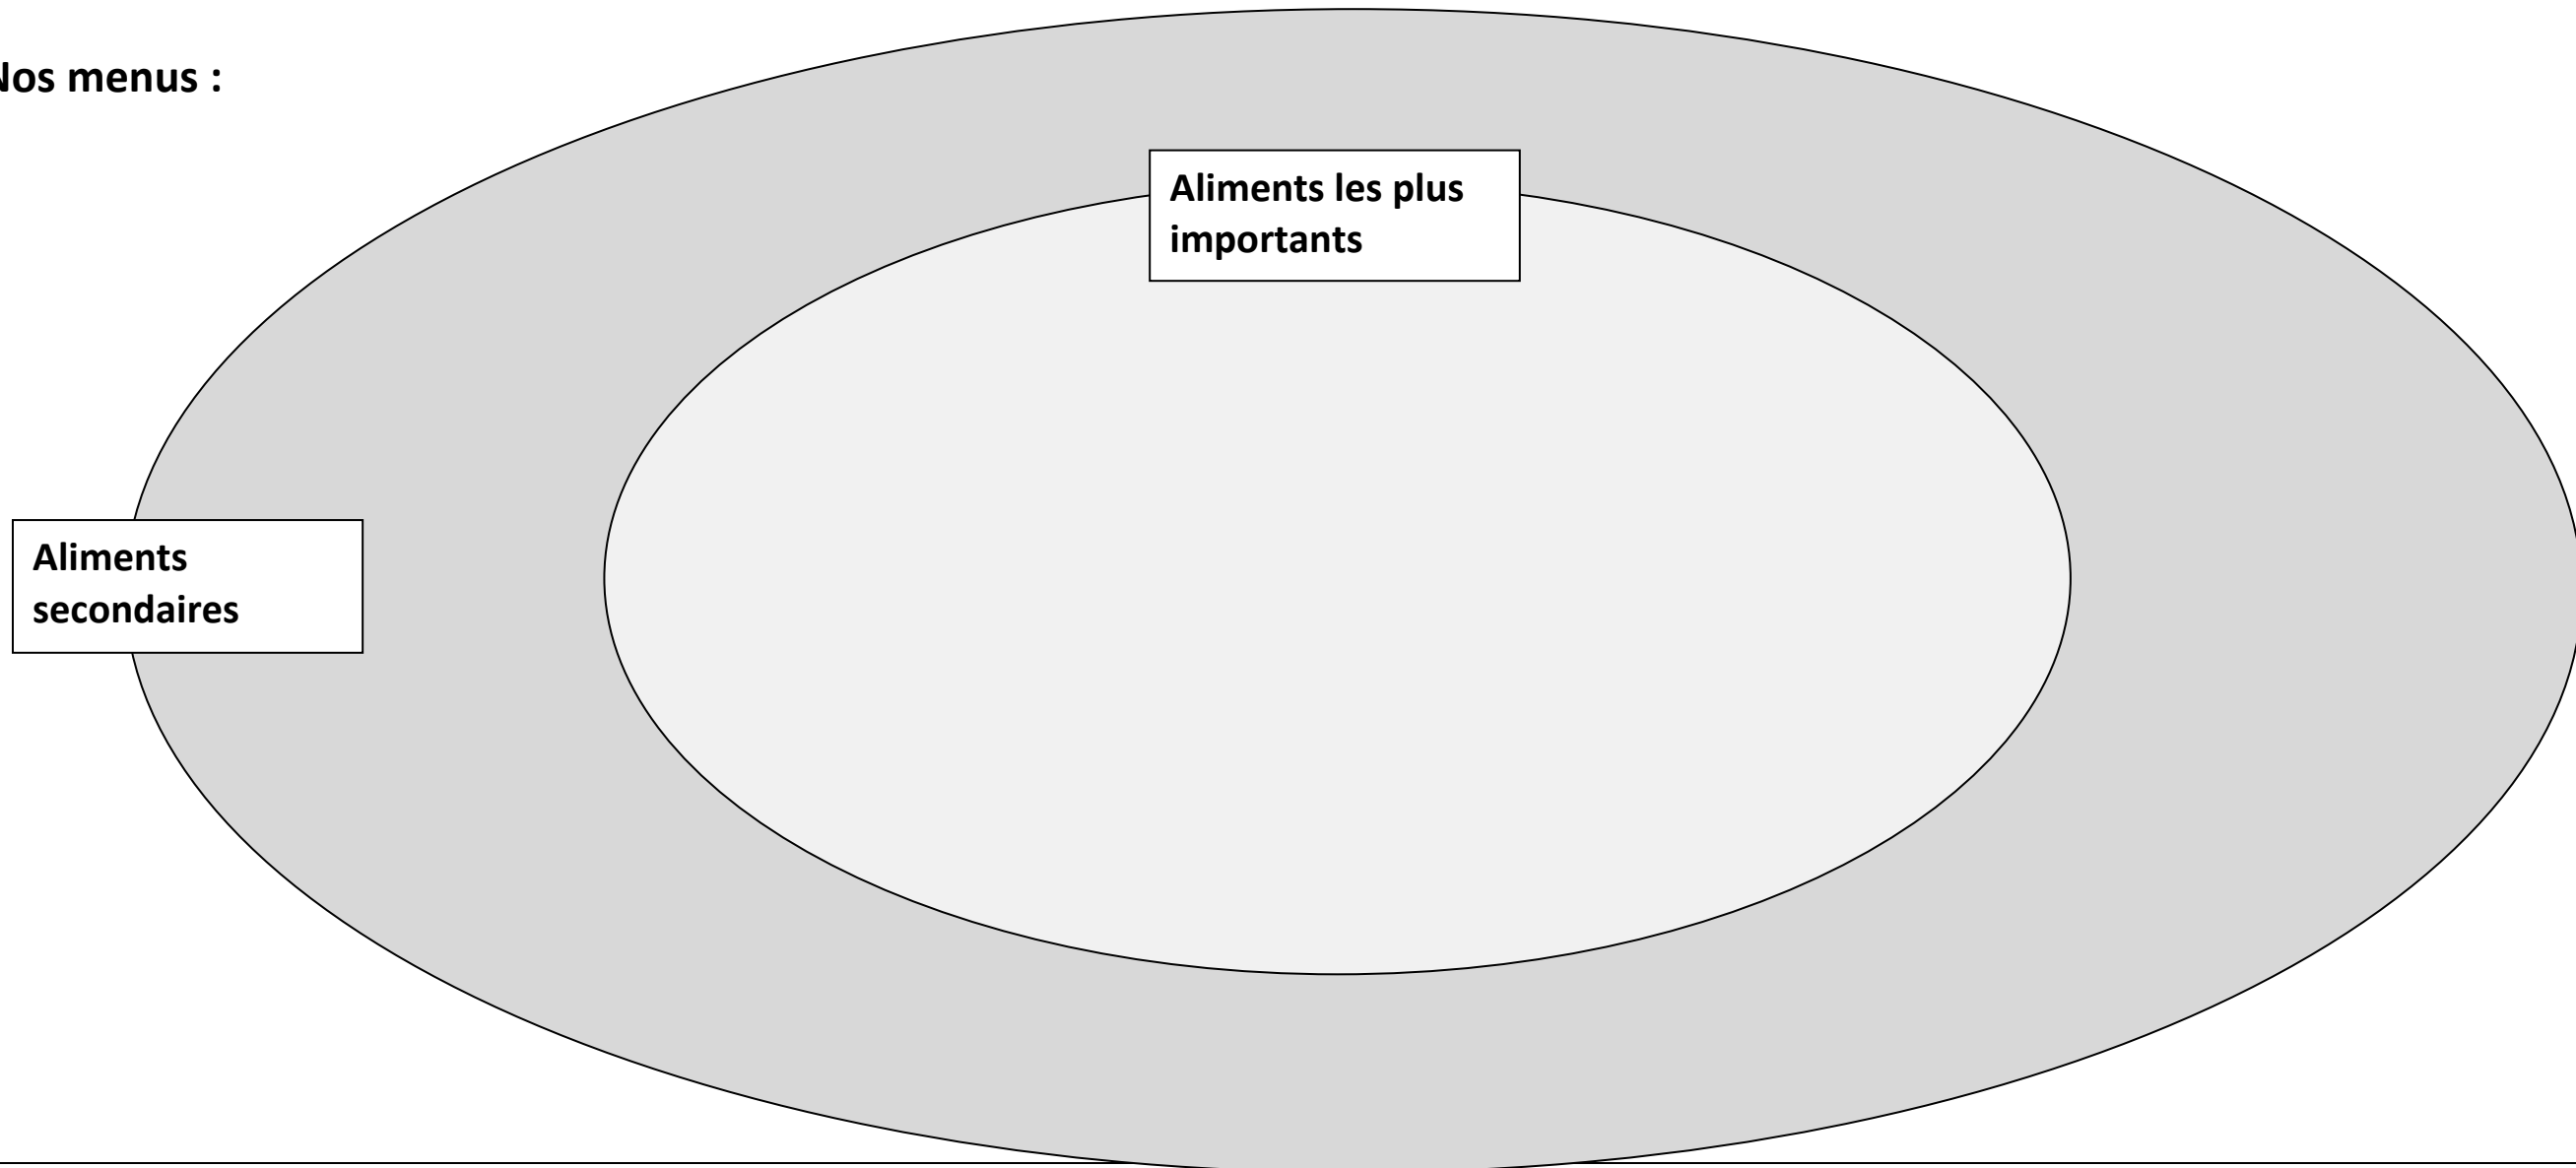 Nos menus :
Aliments les plus
importants
Aliments
secondaires